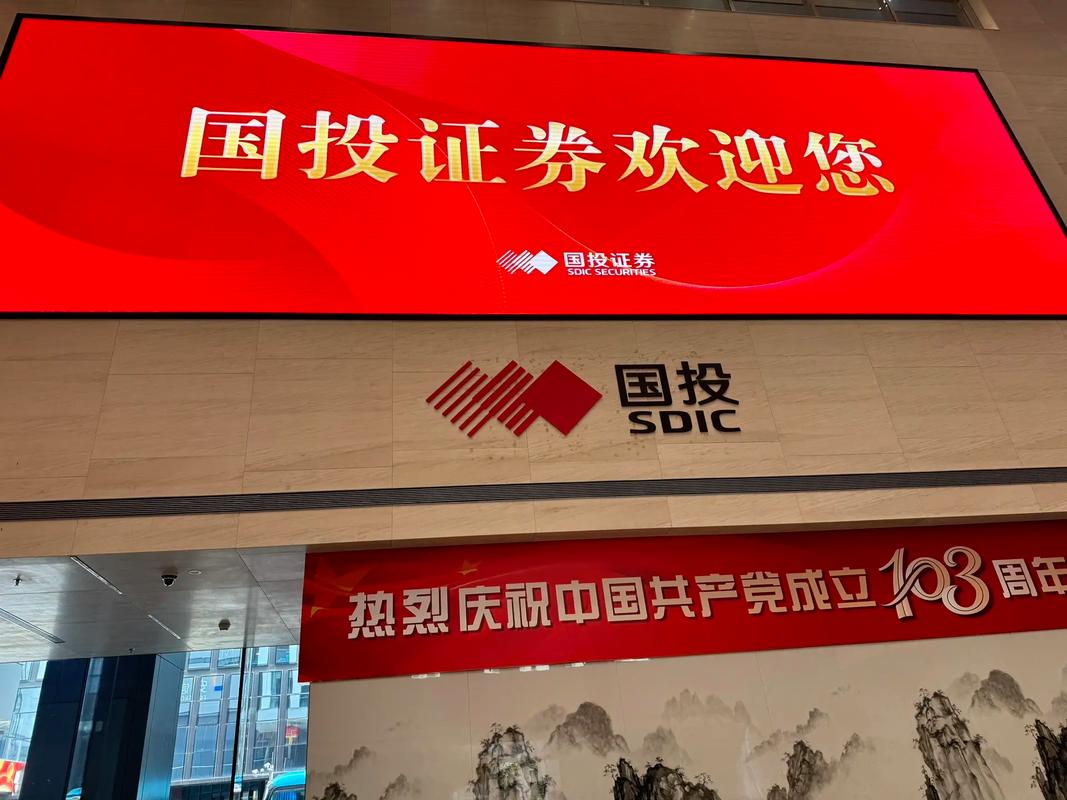 国投证券欢迎您
国投证券
SDIC SECURITIES
国投
SDIC
热烈庆祝中国共产党成立103周年